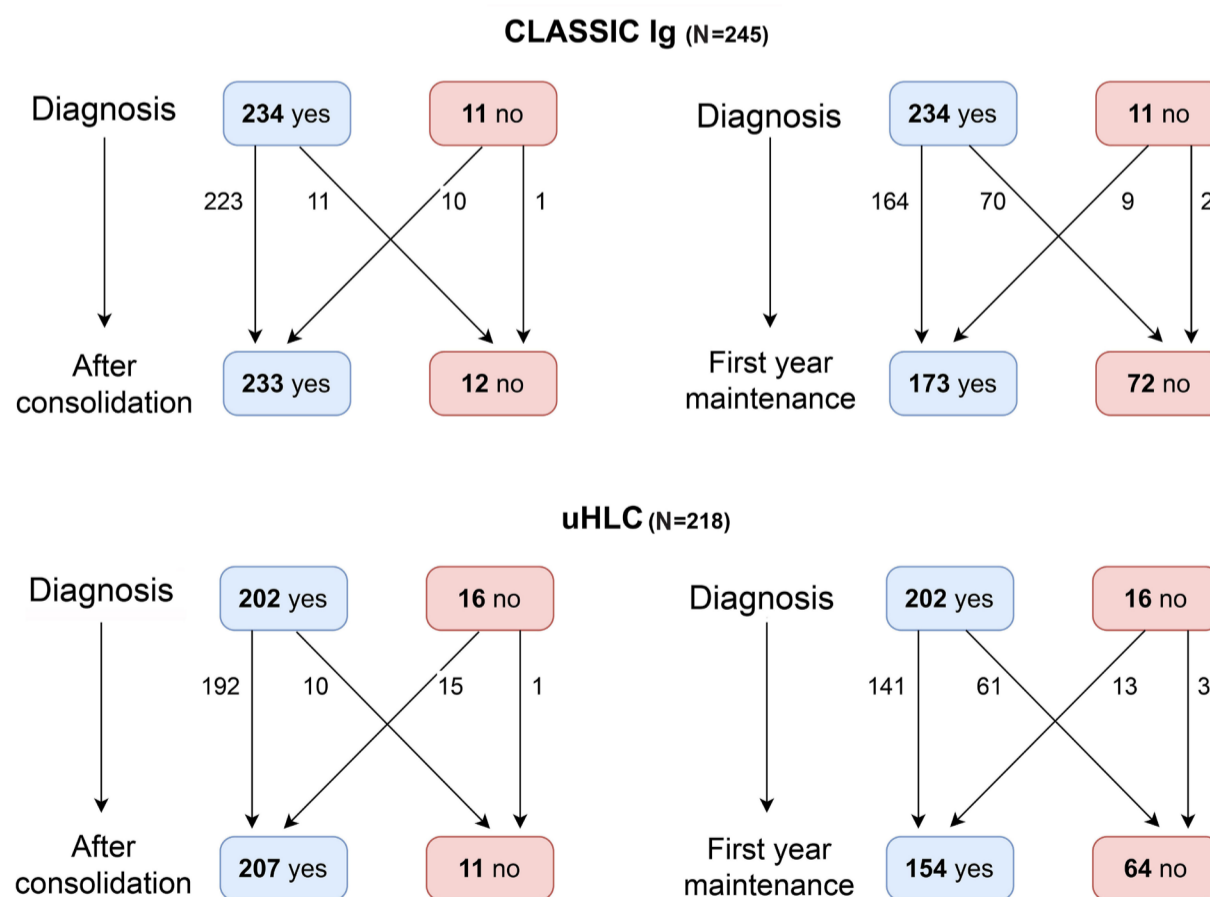 CLASSIC Ig (N=245)
Diagnosis
234 yes
11 no
223
11
10
1
After
consolidation
233 yes
12 no
Diagnosis
234 yes
11 no
164
70
9
2
First year
maintenance
173 yes
72 no
uHLC (N=218)
Diagnosis
202 yes
16 no
192
10
15
1
After
consolidation
207 yes
11 no
Diagnosis
202 yes
16 no
141
61
13
3
First year
maintenance
154 yes
64 no